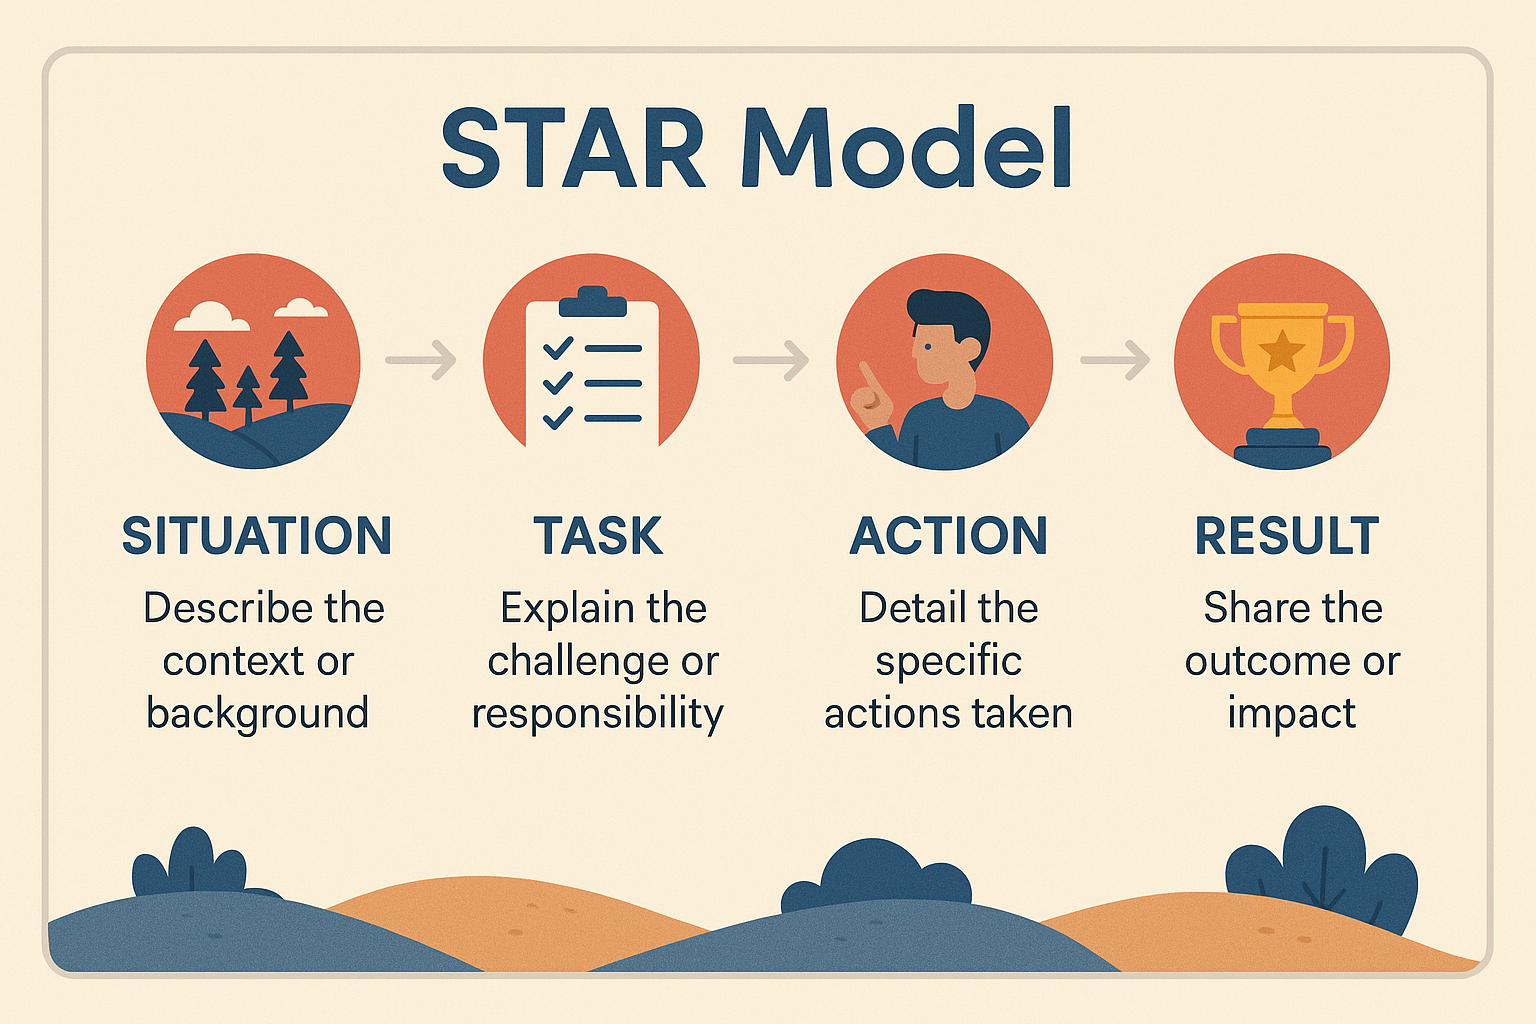 STAR Model
SITUATION
Describe the
context or
background
TASK
Explain the
challenge or
responsibility
ACTION
Detail the
specific
actions taken
RESULT
Share the
outcome or
impact